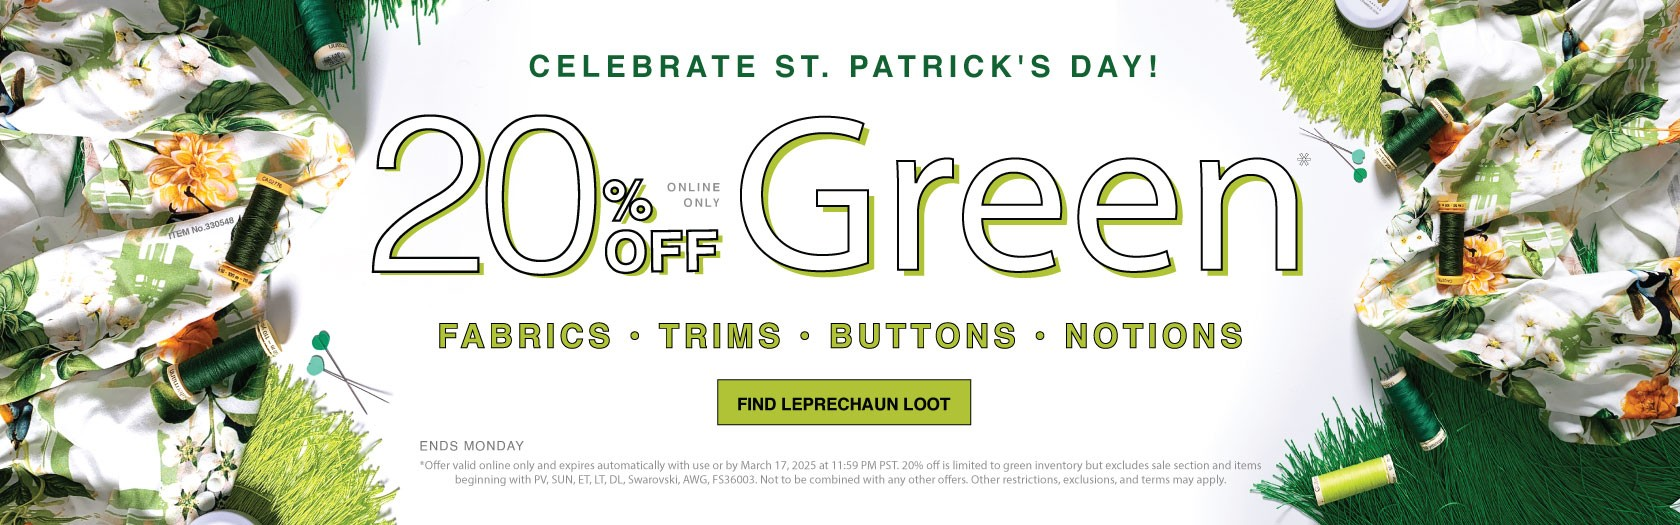 CELEBRATE ST. PATRICK'S DAY!
20% OFF ONLINE ONLY Green*
FABRICS • TRIMS • BUTTONS • NOTIONS
FIND LEPRECHAUN LOOT
ENDS MONDAY
*Offer valid online only and expires automatically with use or by March 17, 2025 at 11:59 PM PST. 20% off is limited to green inventory but excludes sale section and items
beginning with PV, SUN, ET, LT, DL, Swarovski, AWG, FS36003. Not to be combined with any other offers. Other restrictions, exclusions, and terms may apply.
ITEM No.330548